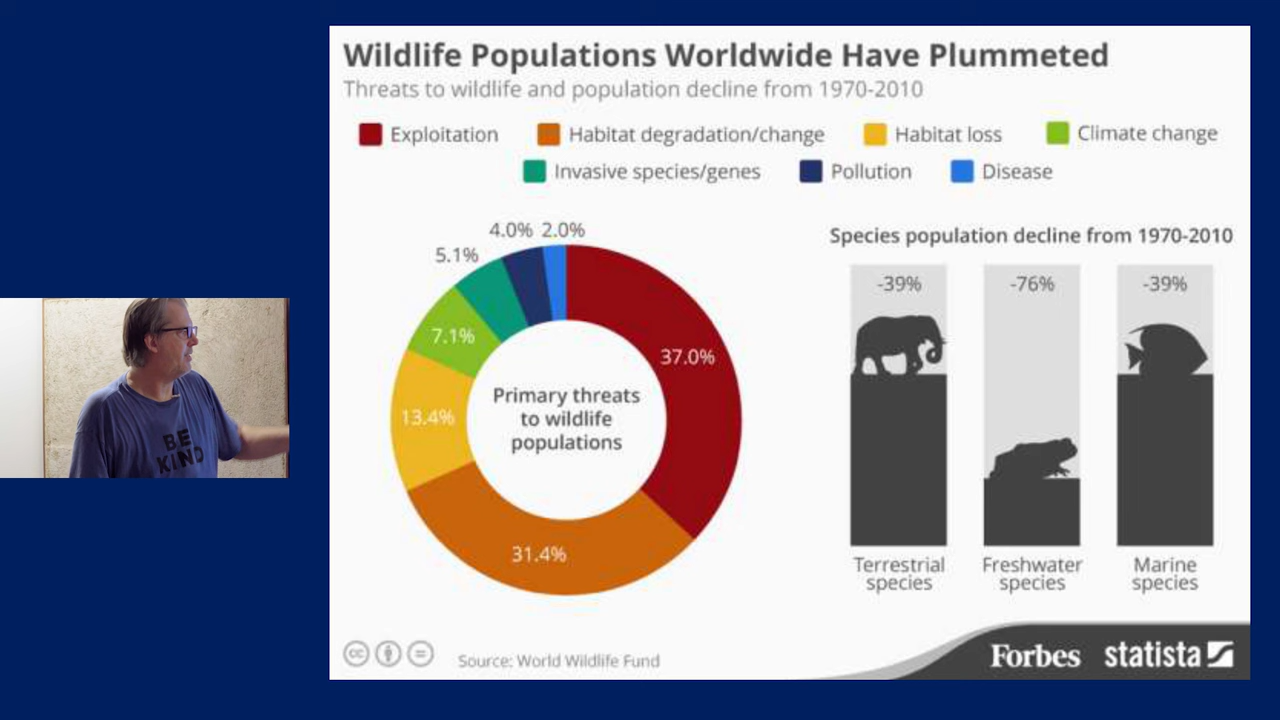 Wildlife Populations Worldwide Have Plummeted
Threats to wildlife and population decline from 1970-2010
Exploitation
Habitat degradation/change
Habitat loss
Climate change
Invasive species/genes
Pollution
Disease
4.0% 2.0%
5.1%
7.1%
37.0%
13.4%
31.4%
Primary threats
to wildlife
populations
Species population decline from 1970-2010
-39%
-76%
-39%
Terrestrial
species
Freshwater
species
Marine
species
BE
KIND
cc
Source: World Wildlife Fund
Forbes
statista